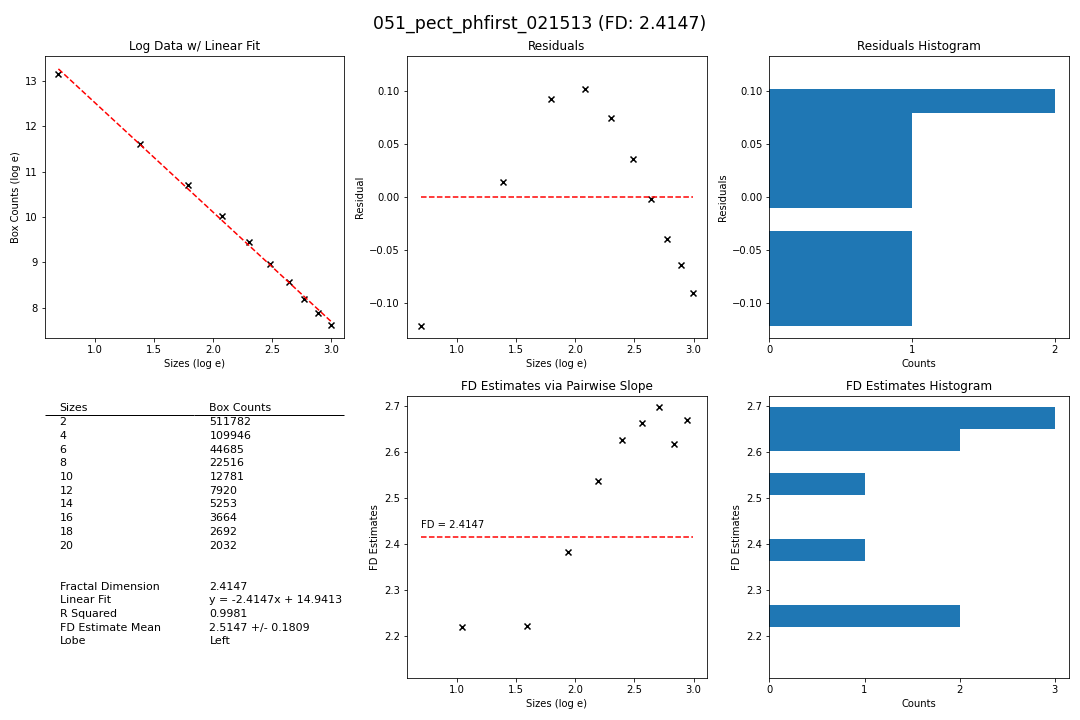 051_pect_phfirst_021513 (FD: 2.4147)
Log Data w/ Linear Fit
Box Counts (log e)
13
12
11
10
9
8
1.0 1.5 2.0 2.5 3.0
Sizes (log e)
Residuals
Residual
0.10
0.05
0.00
−0.05
−0.10
1.0 1.5 2.0 2.5 3.0
Sizes (log e)
Residuals Histogram
Residuals
0.10
0.05
0.00
−0.05
−0.10
0 1 2
Counts
Sizes Box Counts
2 511782
4 109946
6 44685
8 22516
10 12781
12 7920
14 5253
16 3664
18 2692
20 2032
Fractal Dimension 2.4147
Linear Fit y = -2.4147x + 14.9413
R Squared 0.9981
FD Estimate Mean 2.5147 +/- 0.1809
Lobe Left
FD Estimates via Pairwise Slope
FD Estimates
2.7
2.6
2.5
2.4
2.3
2.2
FD = 2.4147
1.0 1.5 2.0 2.5 3.0
Sizes (log e)
FD Estimates Histogram
FD Estimates
2.7
2.6
2.5
2.4
2.3
2.2
0 1 2 3
Counts